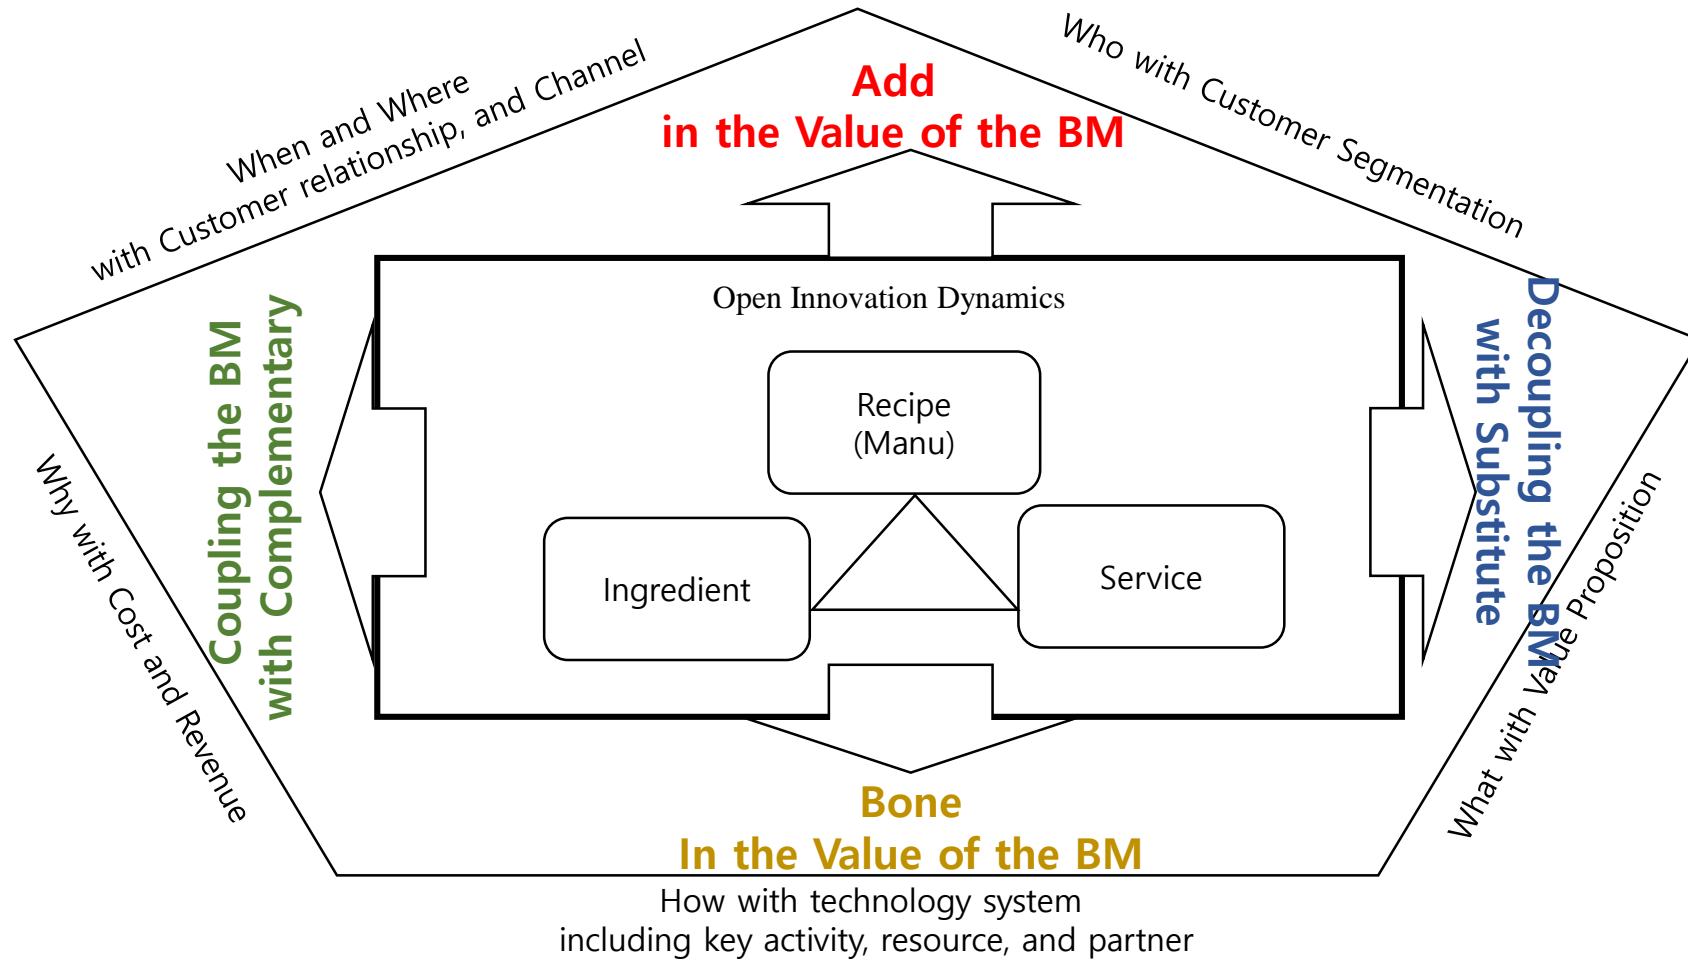 When and Where
with Customer relationship, and Channel
Who with Customer Segmentation
Add
in the Value of the BM
Open Innovation Dynamics
Coupling the BM
with Complementary
Decoupling the BM
with Substitute
Recipe
(Manu)
Ingredient
Service
Why with Cost and Revenue
What with Value Proposition
Bone
In the Value of the BM
How with technology system
including key activity, resource, and partner